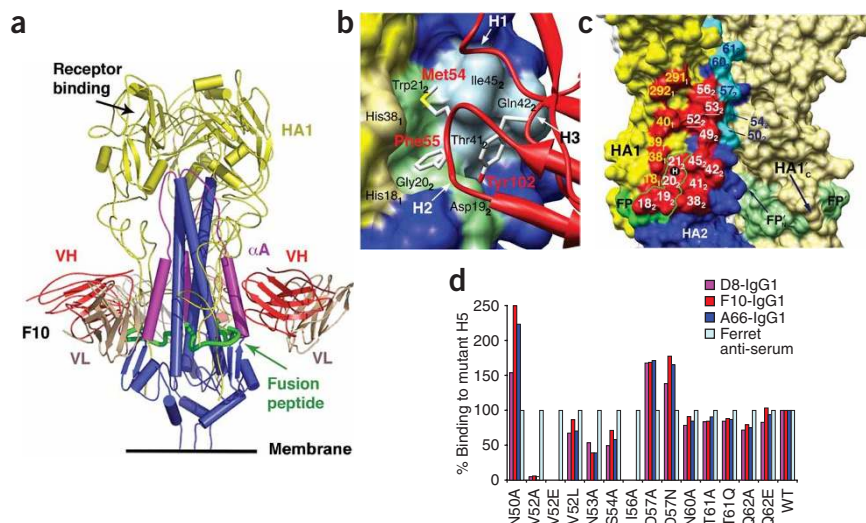 a
Receptor
binding
HA1
αA
VH
VH
F10
VL
VL
Fusion
peptide
Membrane
b
H1
Met54
Trp21₂
Ile45₂
Gln42₂
His38₁
H3
Phe55
Thr41₂
Gly20₂
Tyr102
His18₁
H2
Asp19₂
c
61₂
60
291₁
56₂
57₂
292₁
53₂
40₁
52₂
54₂
49₂
50₂
39₁
HA1
38₁
21₂
45₂
42₂
HA1C
H
18₁
20₂
41₂
FP
19₂
18₂
38₂
FP
HA2
d
D8-IgG1
F10-IgG1
A66-IgG1
Ferret
anti-serum
% Binding to mutant H5
250
200
150
100
50
0
N50A
V52A
V52E
V52L
N53A
S54A
I56A
D57A
D57N
N60A
T61A
T61Q
Q62A
Q62E
WT